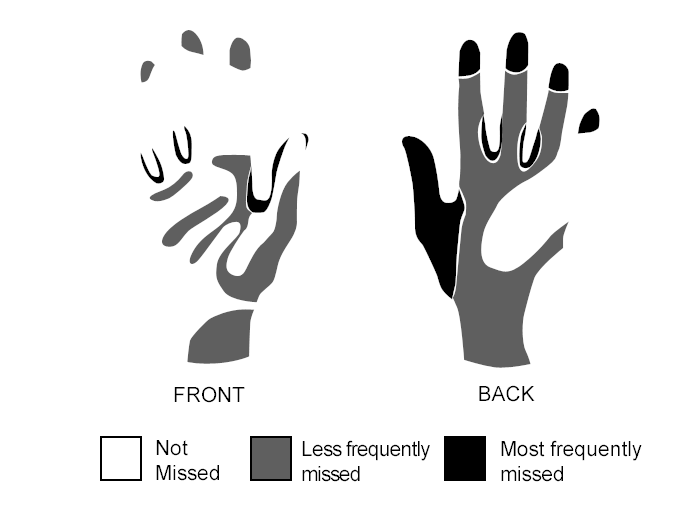 FRONT
BACK
Not
Missed
Less frequently
missed
Most frequently
missed